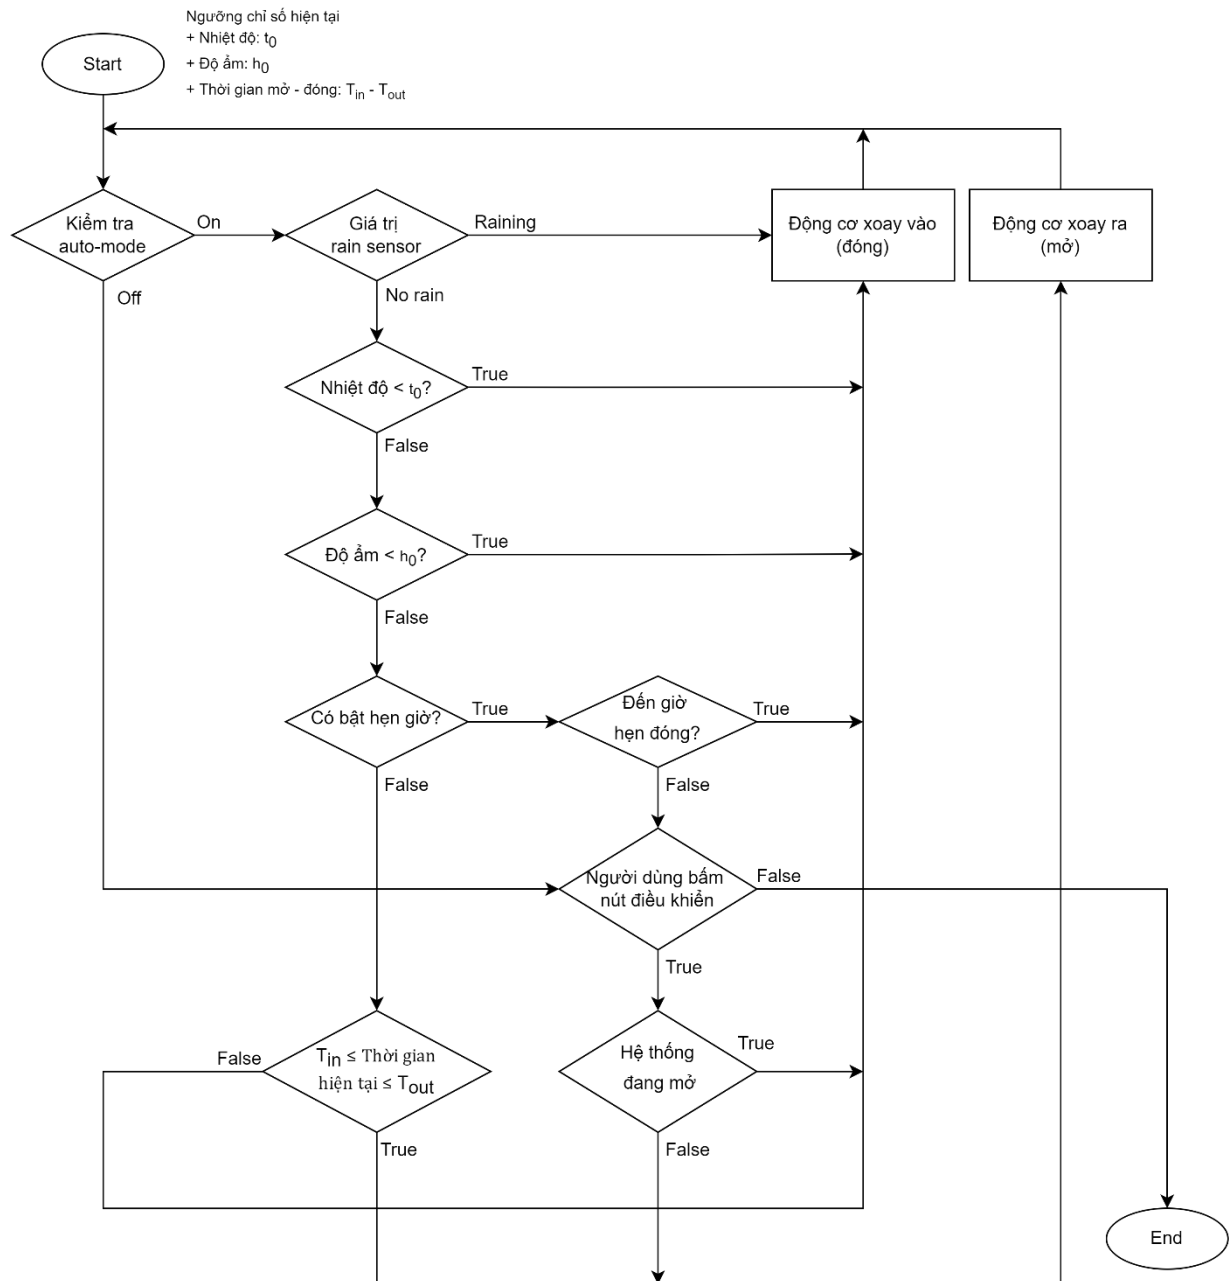 Ngưỡng chỉ số hiện tại
+ Nhiệt độ: t0
+ Độ ẩm: h0
+ Thời gian mở - đóng: Tin - Tout
Start
Kiểm tra
auto-mode
On
Off
Giá trị
rain sensor
Raining
No rain
Động cơ xoay vào
(đóng)
Động cơ xoay ra
(mở)
Nhiệt độ < t0?
True
False
Độ ẩm < h0?
True
False
Có bật hẹn giờ?
True
False
Đến giờ
hẹn đóng?
True
False
Người dùng bấm
nút điều khiển
False
True
Tin ≤ Thời gian
hiện tại ≤ Tout
False
True
Hệ thống
đang mở
True
False
End